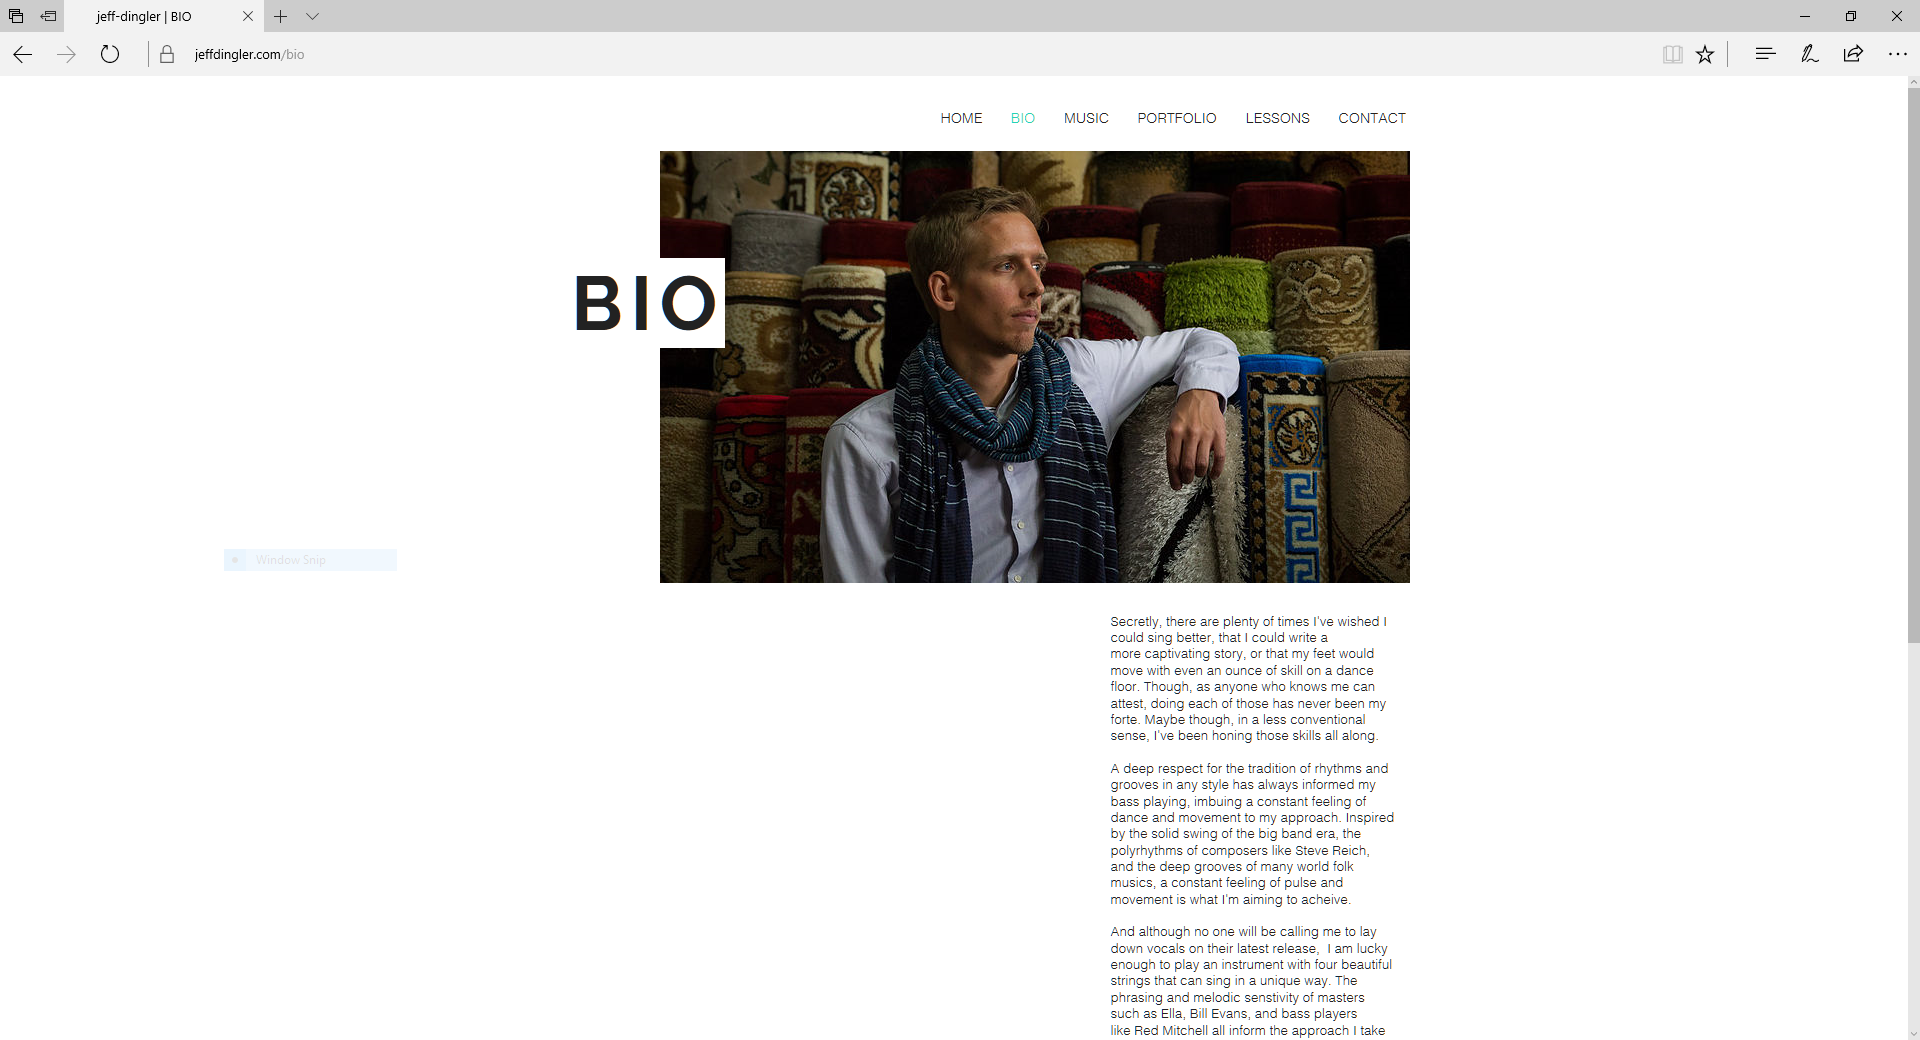 jeff-dingler | BIO
jeffdingler.com/bio
HOME BIO MUSIC PORTFOLIO LESSONS CONTACT
BIO
Window Snip
Secretly, there are plenty of times I've wished I
could sing better, that I could write a
more captivating story, or that my feet would
move with even an ounce of skill on a dance
floor. Though, as anyone who knows me can
attest, doing each of those has never been my
forte. Maybe though, in a less conventional
sense, I've been honing those skills all along.
A deep respect for the tradition of rhythms and
grooves in any style has always informed my
bass playing, imbuing a constant feeling of
dance and movement to my approach. Inspired
by the solid swing of the big band era, the
polyrhythms of composers like Steve Reich,
and the deep grooves of many world folk
musics, a constant feeling of pulse and
movement is what I'm aiming to acheive.
And although no one will be calling me to lay
down vocals on their latest release,  I am lucky
enough to play an instrument with four beautiful
strings that can sing in a unique way. The
phrasing and melodic senstivity of masters
such as Ella, Bill Evans, and bass players
like Red Mitchell all inform the approach I take